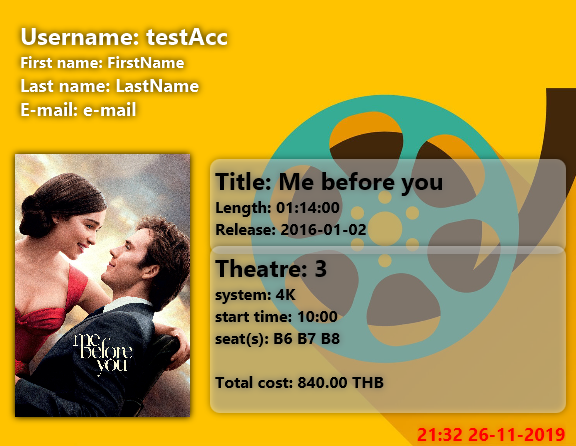 Username: testAcc
First name: FirstName
Last name: LastName
E-mail: e-mail
me
before
you
Title: Me before you
Length: 01:14:00
Release: 2016-01-02
Theatre: 3
system: 4K
start time: 10:00
seat(s): B6 B7 B8
Total cost: 840.00 THB
21:32 26-11-2019